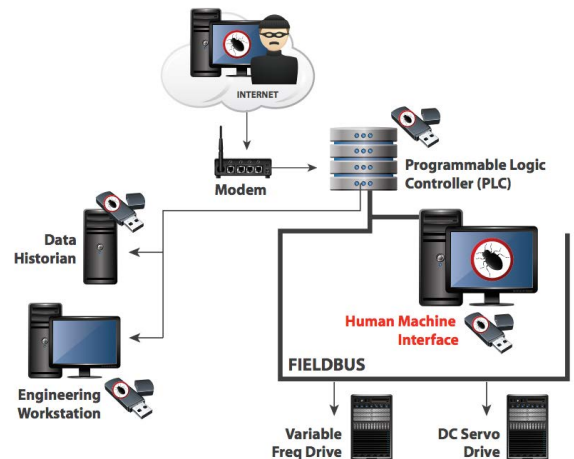 INTERNET
Modem
Programmable Logic
Controller (PLC)
Data
Historian
Human Machine
Interface
Engineering
Workstation
FIELDBUS
Variable
Freq Drive
DC Servo
Drive